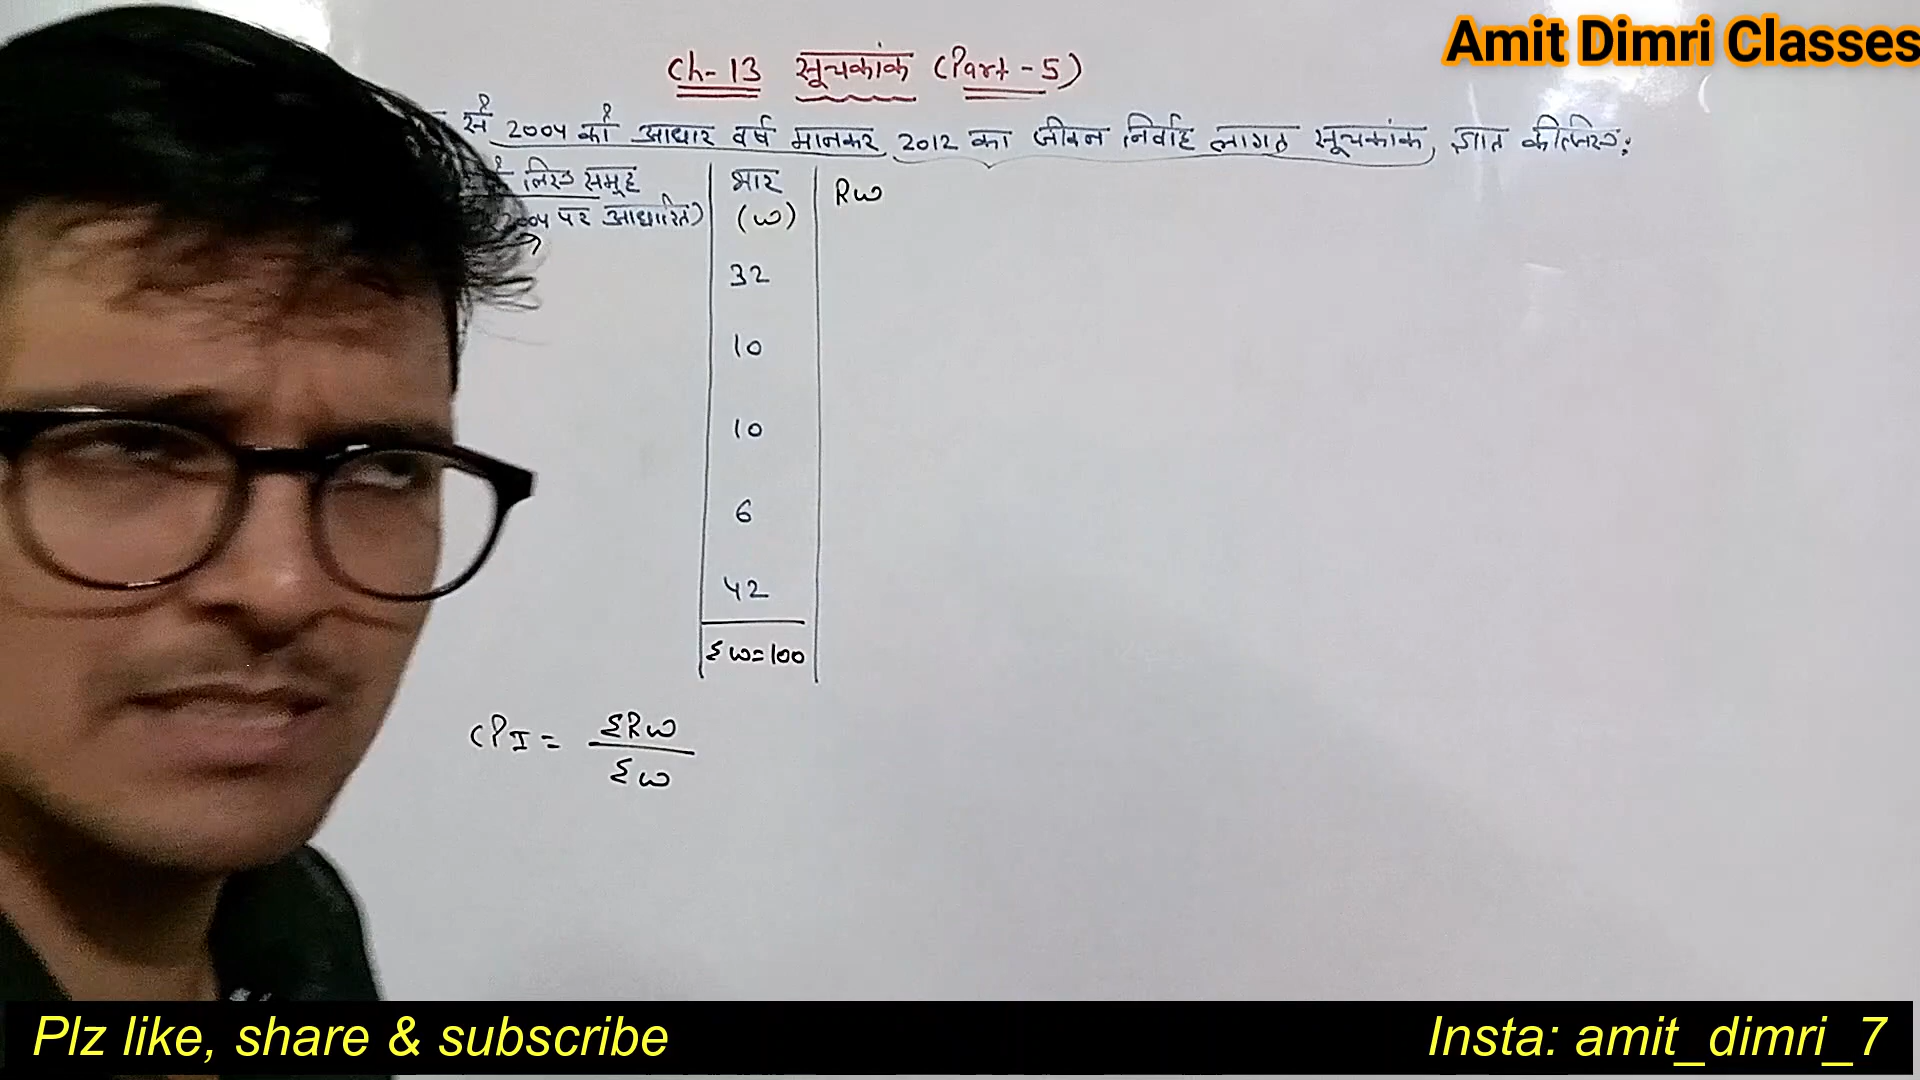 Amit Dimri Classes
Ch-13 सूचकांक (Part-5)
से 2004 को आधार वर्ष मानकर 2012 का जीवन निर्वाह लागत सूचकांक, ज्ञात कीजिए:
लिए समूह
2004 पर आधारित)
भार
(w)
RW
32
10
10
6
42
Σw=100
CPI = ΣRw
Σw
Plz like, share & subscribe
Insta: amit_dimri_7